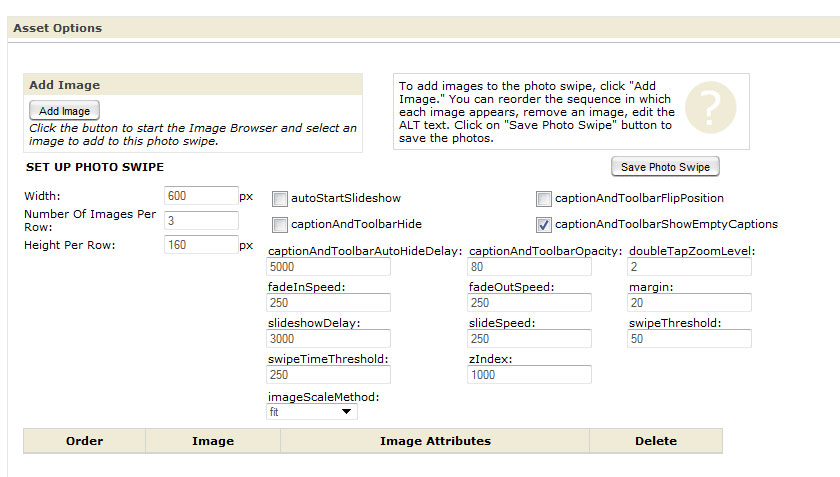 Asset Options
Add Image
Add Image
Click the button to start the Image Browser and select an
image to add to this photo swipe.
To add images to the photo swipe, click "Add
Image." You can reorder the sequence in which
each image appears, remove an image, edit the
ALT text. Click on "Save Photo Swipe" button to
save the photos.
?
SET UP PHOTO SWIPE
Save Photo Swipe
Width: 600 px
Number Of Images Per
Row: 3
Height Per Row: 160 px
autoStartSlideshow captionAndToolbarFlipPosition
captionAndToolbarHide captionAndToolbarShowEmptyCaptions
captionAndToolbarAutoHideDelay: captionAndToolbarOpacity: doubleTapZoomLevel:
5000 80 2
fadeInSpeed: fadeOutSpeed: margin:
250 250 20
slideshowDelay: slideSpeed: swipeThreshold:
3000 250 50
swipeTimeThreshold: zIndex:
250 1000
imageScaleMethod:
fit
Order Image Image Attributes Delete